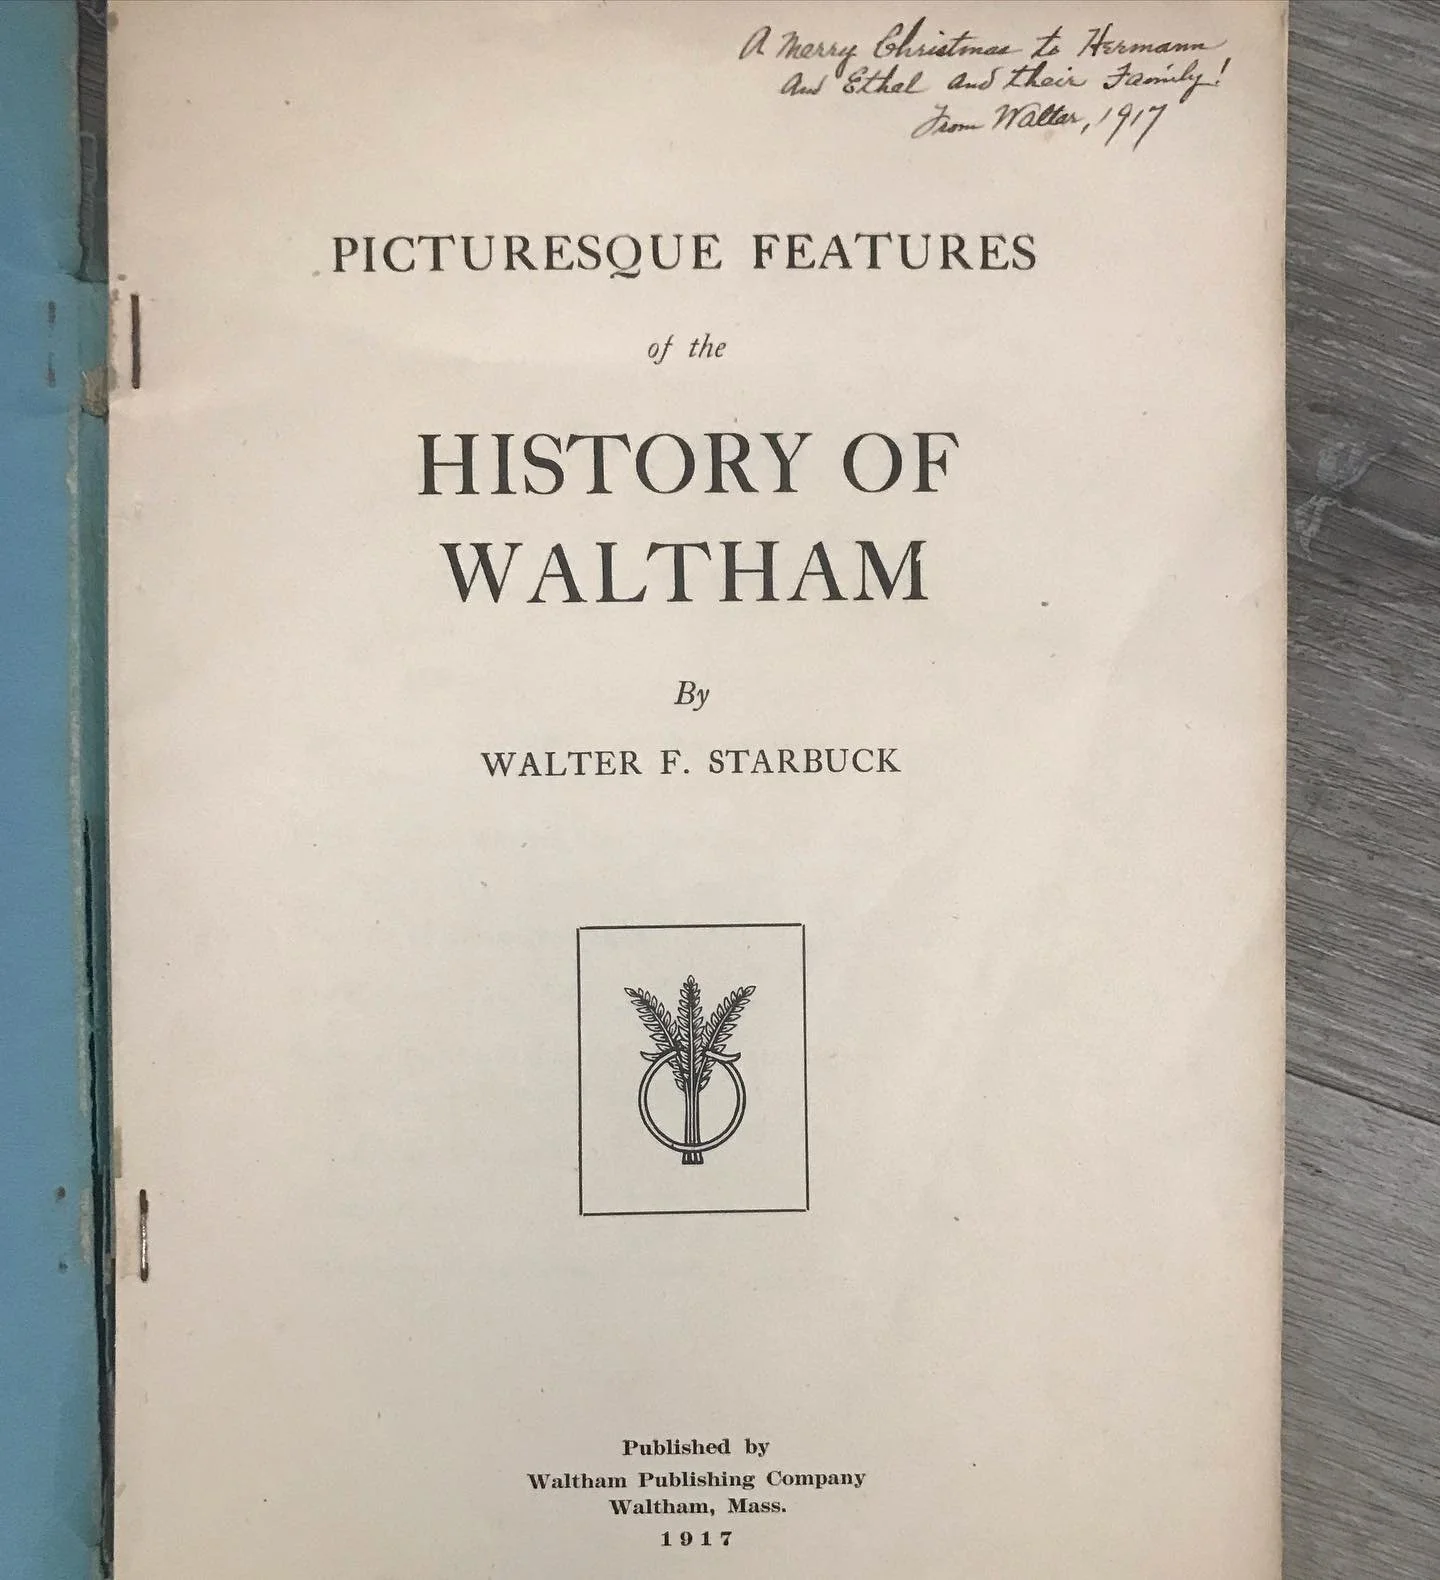 A Merry Christmas to Hermann
And Ethel and their Family!
From Walter, 1917
PICTURESQUE FEATURES
of the
HISTORY OF
WALTHAM
By
WALTER F. STARBUCK
Published by
Waltham Publishing Company
Waltham, Mass.
1917